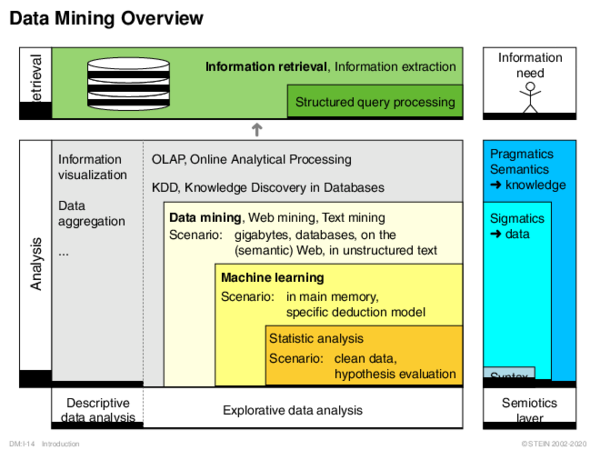 Data Mining Overview
Retrieval
Information retrieval, Information extraction
Structured query processing
Information
need
Analysis
Information
visualization
Data
aggregation
...
OLAP, Online Analytical Processing
KDD, Knowledge Discovery in Databases
Data mining, Web mining, Text mining
Scenario: gigabytes, databases, on the
(semantic) Web, in unstructured text
Machine learning
Scenario: in main memory,
specific deduction model
Statistic analysis
Scenario: clean data,
hypothesis evaluation
Pragmatics
Semantics
➜ knowledge
Sigmatics
➜ data
Syntax
Descriptive
data analysis
Explorative data analysis
Semiotics
layer
DM:I-14 Introduction
© STEIN 2002-2020